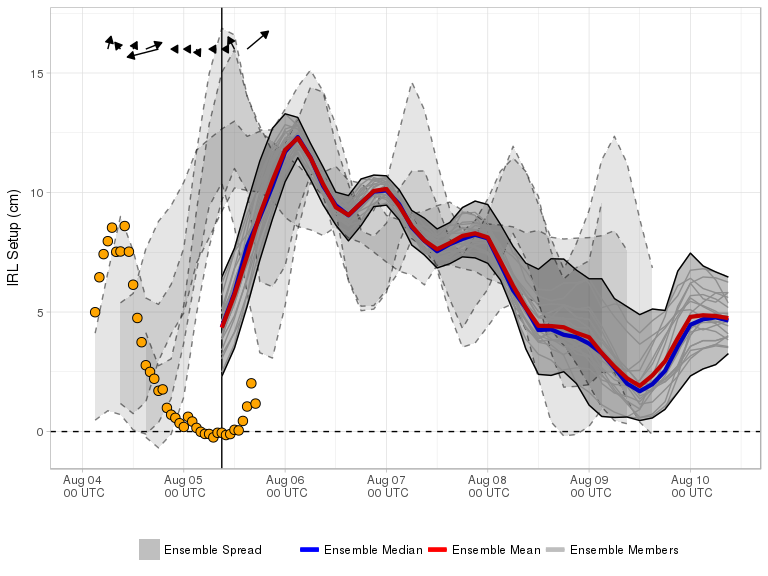 IRL Setup (cm)
15
10
5
0
Aug 04 Aug 05 Aug 06 Aug 07 Aug 08 Aug 09 Aug 10
00 UTC 00 UTC 00 UTC 00 UTC 00 UTC 00 UTC 00 UTC
Ensemble Spread Ensemble Median Ensemble Mean Ensemble Members